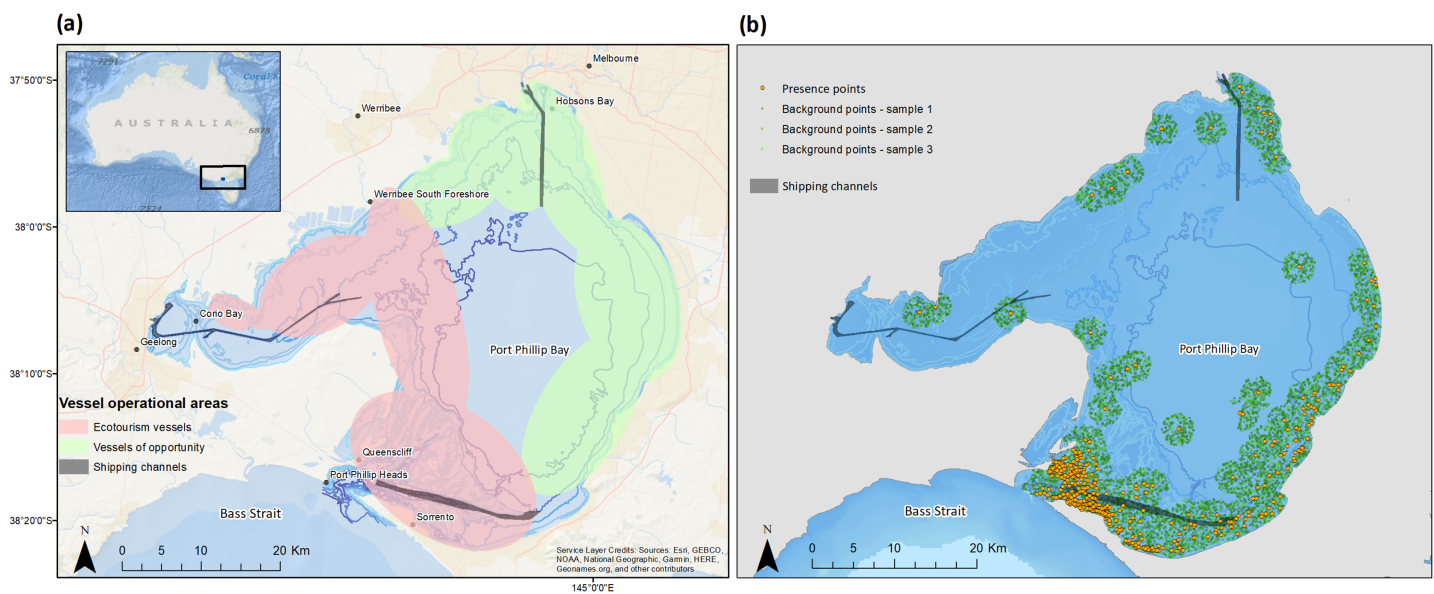 (a)
(b)
7291
Coral S
AUSTRALIA
6828
7934
37°50'0"S
38°0'0"S
38°10'0"S
38°20'0"S
145°0'0"E
Melbourne
Hobsons Bay
Werribee
Werribee South Foreshore
Corio Bay
Geelong
Port Phillip Bay
Vessel operational areas
Ecotourism vessels
Vessels of opportunity
Shipping channels
Queenscliff
Port Phillip Heads
Bass Strait
Sorrento
N
0 5 10 20 Km
Service Layer Credits: Sources: Esri, GEBCO,
NOAA, National Geographic, Garmin, HERE,
Geonames.org, and other contributors
Presence points
Background points - sample 1
Background points - sample 2
Background points - sample 3
Shipping channels
Port Phillip Bay
Bass Strait
N
0 5 10 20 Km